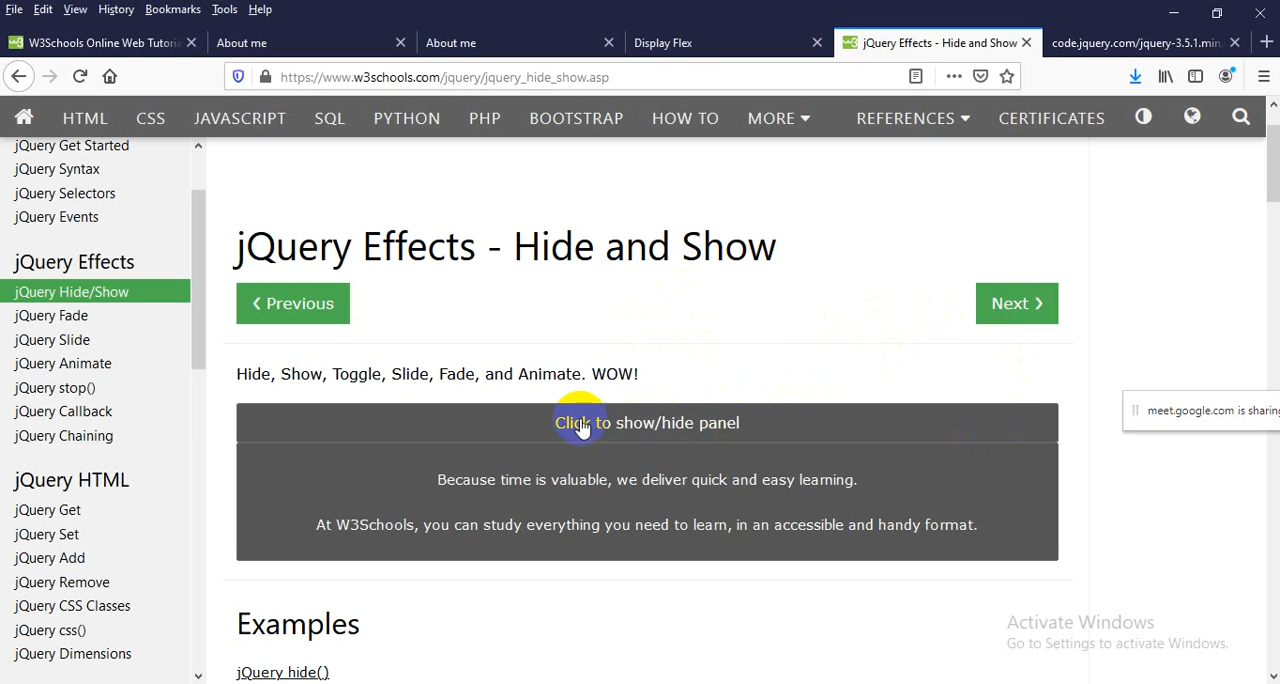 File Edit View History Bookmarks Tools Help
W3Schools Online Web Tutoria
About me
About me
Display Flex
jQuery Effects - Hide and Show
code.jquery.com/jquery-3.5.1.min.
https://www.w3schools.com/jquery/jquery_hide_show.asp
HTML CSS JAVASCRIPT SQL PYTHON PHP BOOTSTRAP HOW TO MORE REFERENCES CERTIFICATES
jQuery Get Started
jQuery Syntax
jQuery Selectors
jQuery Events
jQuery Effects
jQuery Hide/Show
jQuery Fade
jQuery Slide
jQuery Animate
jQuery stop()
jQuery Callback
jQuery Chaining
jQuery HTML
jQuery Get
jQuery Set
jQuery Add
jQuery Remove
jQuery CSS Classes
jQuery css()
jQuery Dimensions
jQuery Effects - Hide and Show
❮ Previous
Next ❯
Hide, Show, Toggle, Slide, Fade, and Animate. WOW!
Click to show/hide panel
Because time is valuable, we deliver quick and easy learning.
At W3Schools, you can study everything you need to learn, in an accessible and handy format.
Examples
jQuery hide()
meet.google.com is sharing
Activate Windows
Go to Settings to activate Windows.